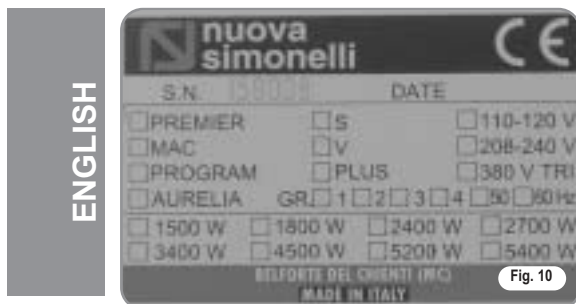 ENGLISH
nuova
simonelli
CE
S.N. DATE
PREMIER S 110-120 V
MAC V 208-240 V
PROGRAM PLUS 380 V TRI
AURELIA GR. 1 2 3 4 50 60 Hz
1500 W 1800 W 2400 W 2700 W
3400 W 4500 W 5200 W 5400 W
BELFORTE DEL CHIENTI (MC)
MADE IN ITALY
Fig. 10